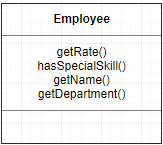 Employee
getRate()
hasSpecialSkill()
getName()
getDepartment()